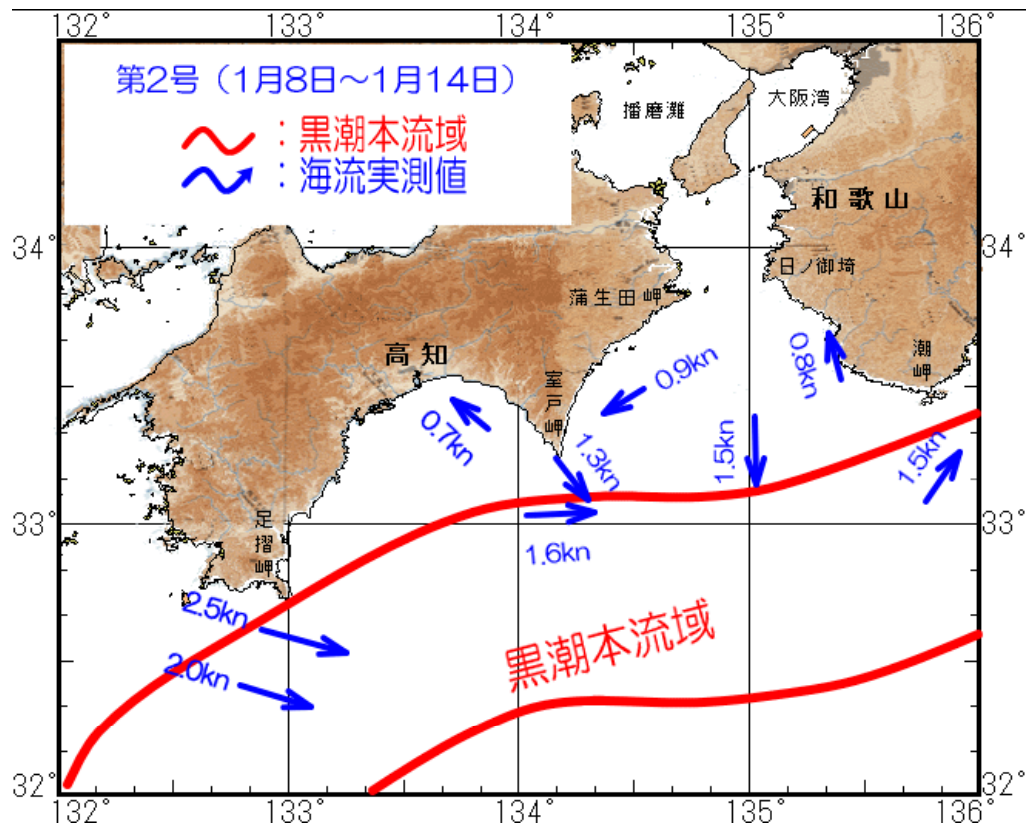 132° 133° 134° 135° 136°
第2号（1月8日～1月14日）
：黒潮本流域
：海流実測値
播磨灘
大阪湾
和歌山
34° 34°
日ノ御埼
蒲生田岬
高知
室戸岬
潮岬
0.9kn
0.8kn
0.7kn
1.3kn
1.5kn
1.5kn
33° 33°
足摺岬
1.6kn
2.5kn
2.0kn
黒潮本流域
32° 32°
132° 133° 134° 135° 136°